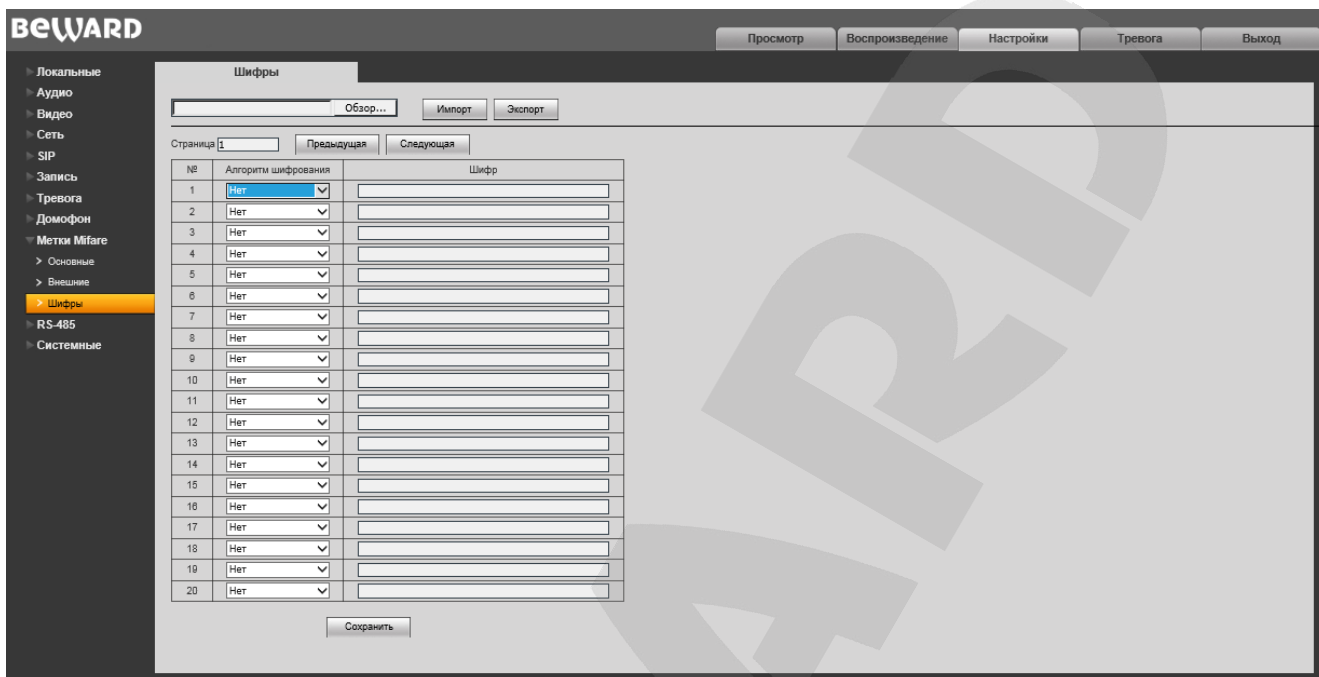 BEWARD
Просмотр Воспроизведение Настройки Тревога Выход
Локальные
Аудио
Видео
Сеть
SIP
Запись
Тревога
Домофон
Метки Mifare
Основные
Внешние
Шифры
RS-485
Системные
Шифры
Обзор... Импорт Экспорт
Страница 1 Предыдущая Следующая
№ Алгоритм шифрования Шифр
1 Нет
2 Нет
3 Нет
4 Нет
5 Нет
6 Нет
7 Нет
8 Нет
9 Нет
10 Нет
11 Нет
12 Нет
13 Нет
14 Нет
15 Нет
16 Нет
17 Нет
18 Нет
19 Нет
20 Нет
Сохранить
ARD